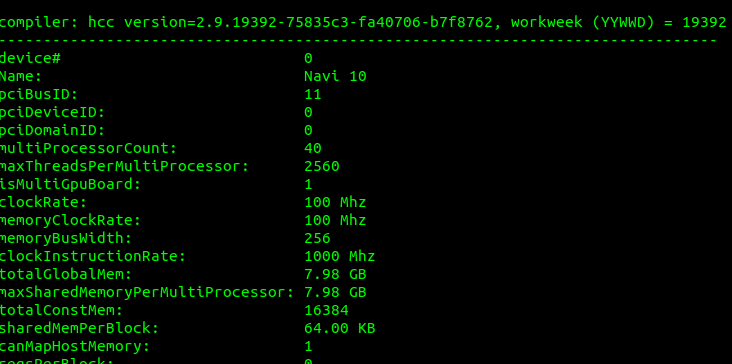 compiler: hcc version=2.9.19392-75835c3-fa40706-b7f8762, workweek (YYWWD) = 19392
--------------------------------------------------------------------------------
device# 0
Name: Navi 10
pciBusID: 11
pciDeviceID: 0
pciDomainID: 0
multiProcessorCount: 40
maxThreadsPerMultiProcessor: 2560
isMultiGpuBoard: 1
clockRate: 100 Mhz
memoryClockRate: 100 Mhz
memoryBusWidth: 256
clockInstructionRate: 1000 Mhz
totalGlobalMem: 7.98 GB
maxSharedMemoryPerMultiProcessor: 7.98 GB
totalConstMem: 16384
sharedMemPerBlock: 64.00 KB
canMapHostMemory: 1
regsPerBlock: 0